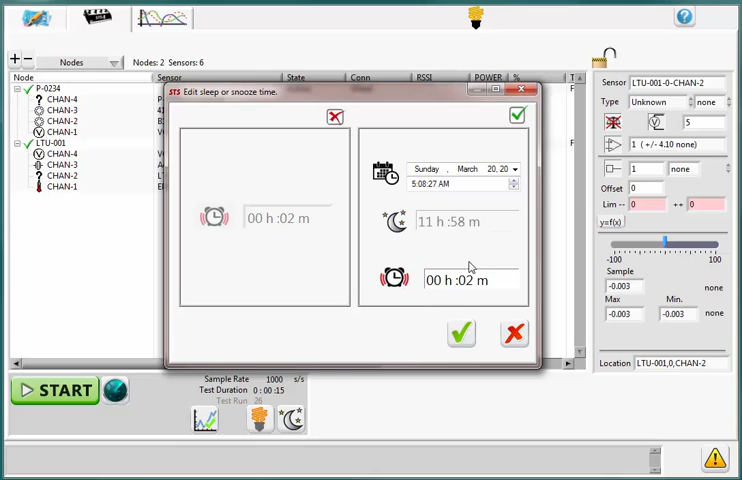 TITLE
Nodes
Nodes: 2 Sensors: 6
Node Sensor State Conn RSSI POWER % T
P-0234
CHAN-4
CHAN-3
CHAN-2
CHAN-1
LTU-001
CHAN-4
CHAN-3
CHAN-2
CHAN-1
STS Edit sleep or snooze time.
00 h :02 m
Sunday , March 20, 20
5:08:27 AM
11 h :58 m
00 h :02 m
Sensor LTU-001-0-CHAN-2
Type Unknown none
5
1 ( +/- 4.10 none)
1 none
Offset 0
Lim -- 0 ++ 0
y=f(x)
-100 100
Sample
-0.003 none
Max Min.
-0.003 -0.003 none
Location LTU-001,0,CHAN-2
START
Sample Rate 1000 s/s
Test Duration 0 : 00 :15
Test Run 26